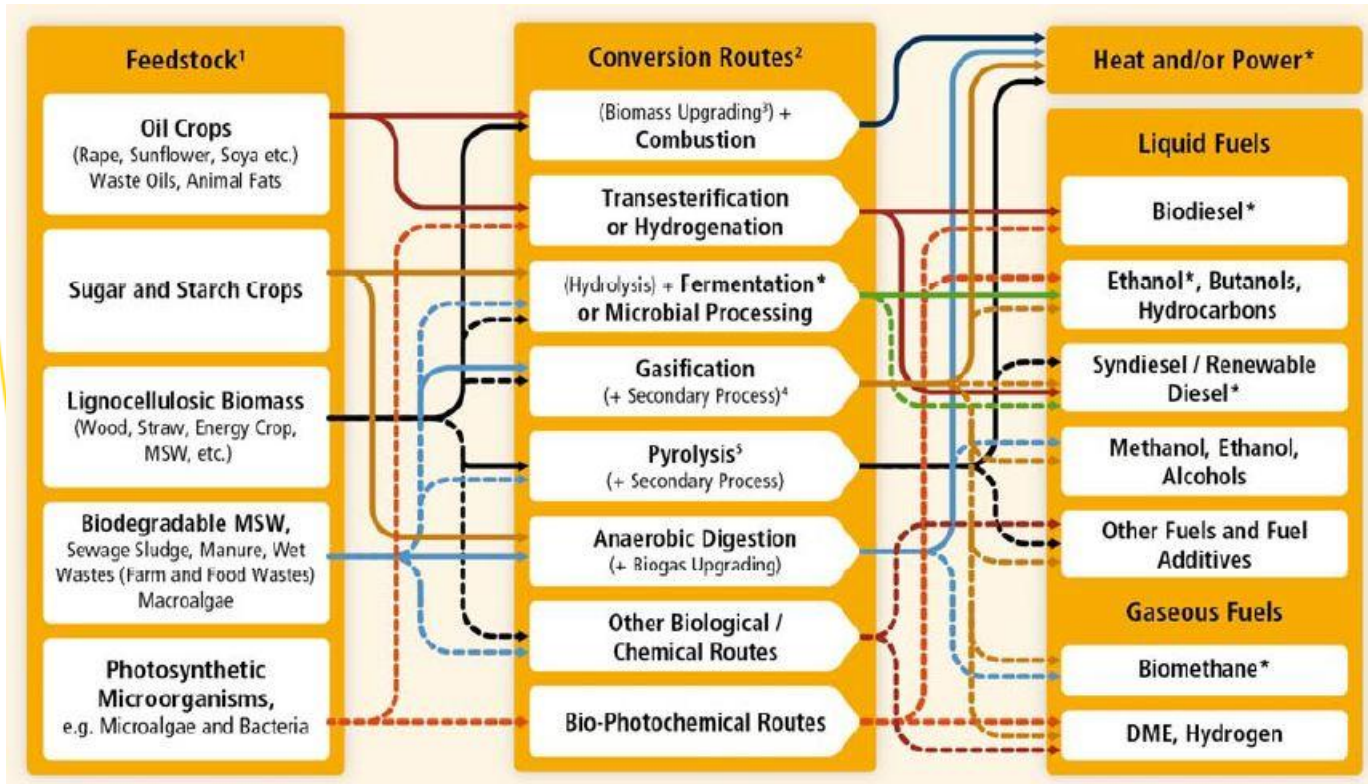 Feedstock¹
Oil Crops
(Rape, Sunflower, Soya etc.)
Waste Oils, Animal Fats
Sugar and Starch Crops
Lignocellulosic Biomass
(Wood, Straw, Energy Crop,
MSW, etc.)
Biodegradable MSW,
Sewage Sludge, Manure, Wet
Wastes (Farm and Food Wastes)
Macroalgae
Photosynthetic
Microorganisms,
e.g. Microalgae and Bacteria
Conversion Routes²
(Biomass Upgrading³) +
Combustion
Transesterification
or Hydrogenation
(Hydrolysis) + Fermentation*
or Microbial Processing
Gasification
(+ Secondary Process)⁴
Pyrolysis⁵
(+ Secondary Process)
Anaerobic Digestion
(+ Biogas Upgrading)
Other Biological /
Chemical Routes
Bio-Photochemical Routes
Heat and/or Power*
Liquid Fuels
Biodiesel*
Ethanol*, Butanols,
Hydrocarbons
Syndiesel / Renewable
Diesel*
Methanol, Ethanol,
Alcohols
Other Fuels and Fuel
Additives
Gaseous Fuels
Biomethane*
DME, Hydrogen